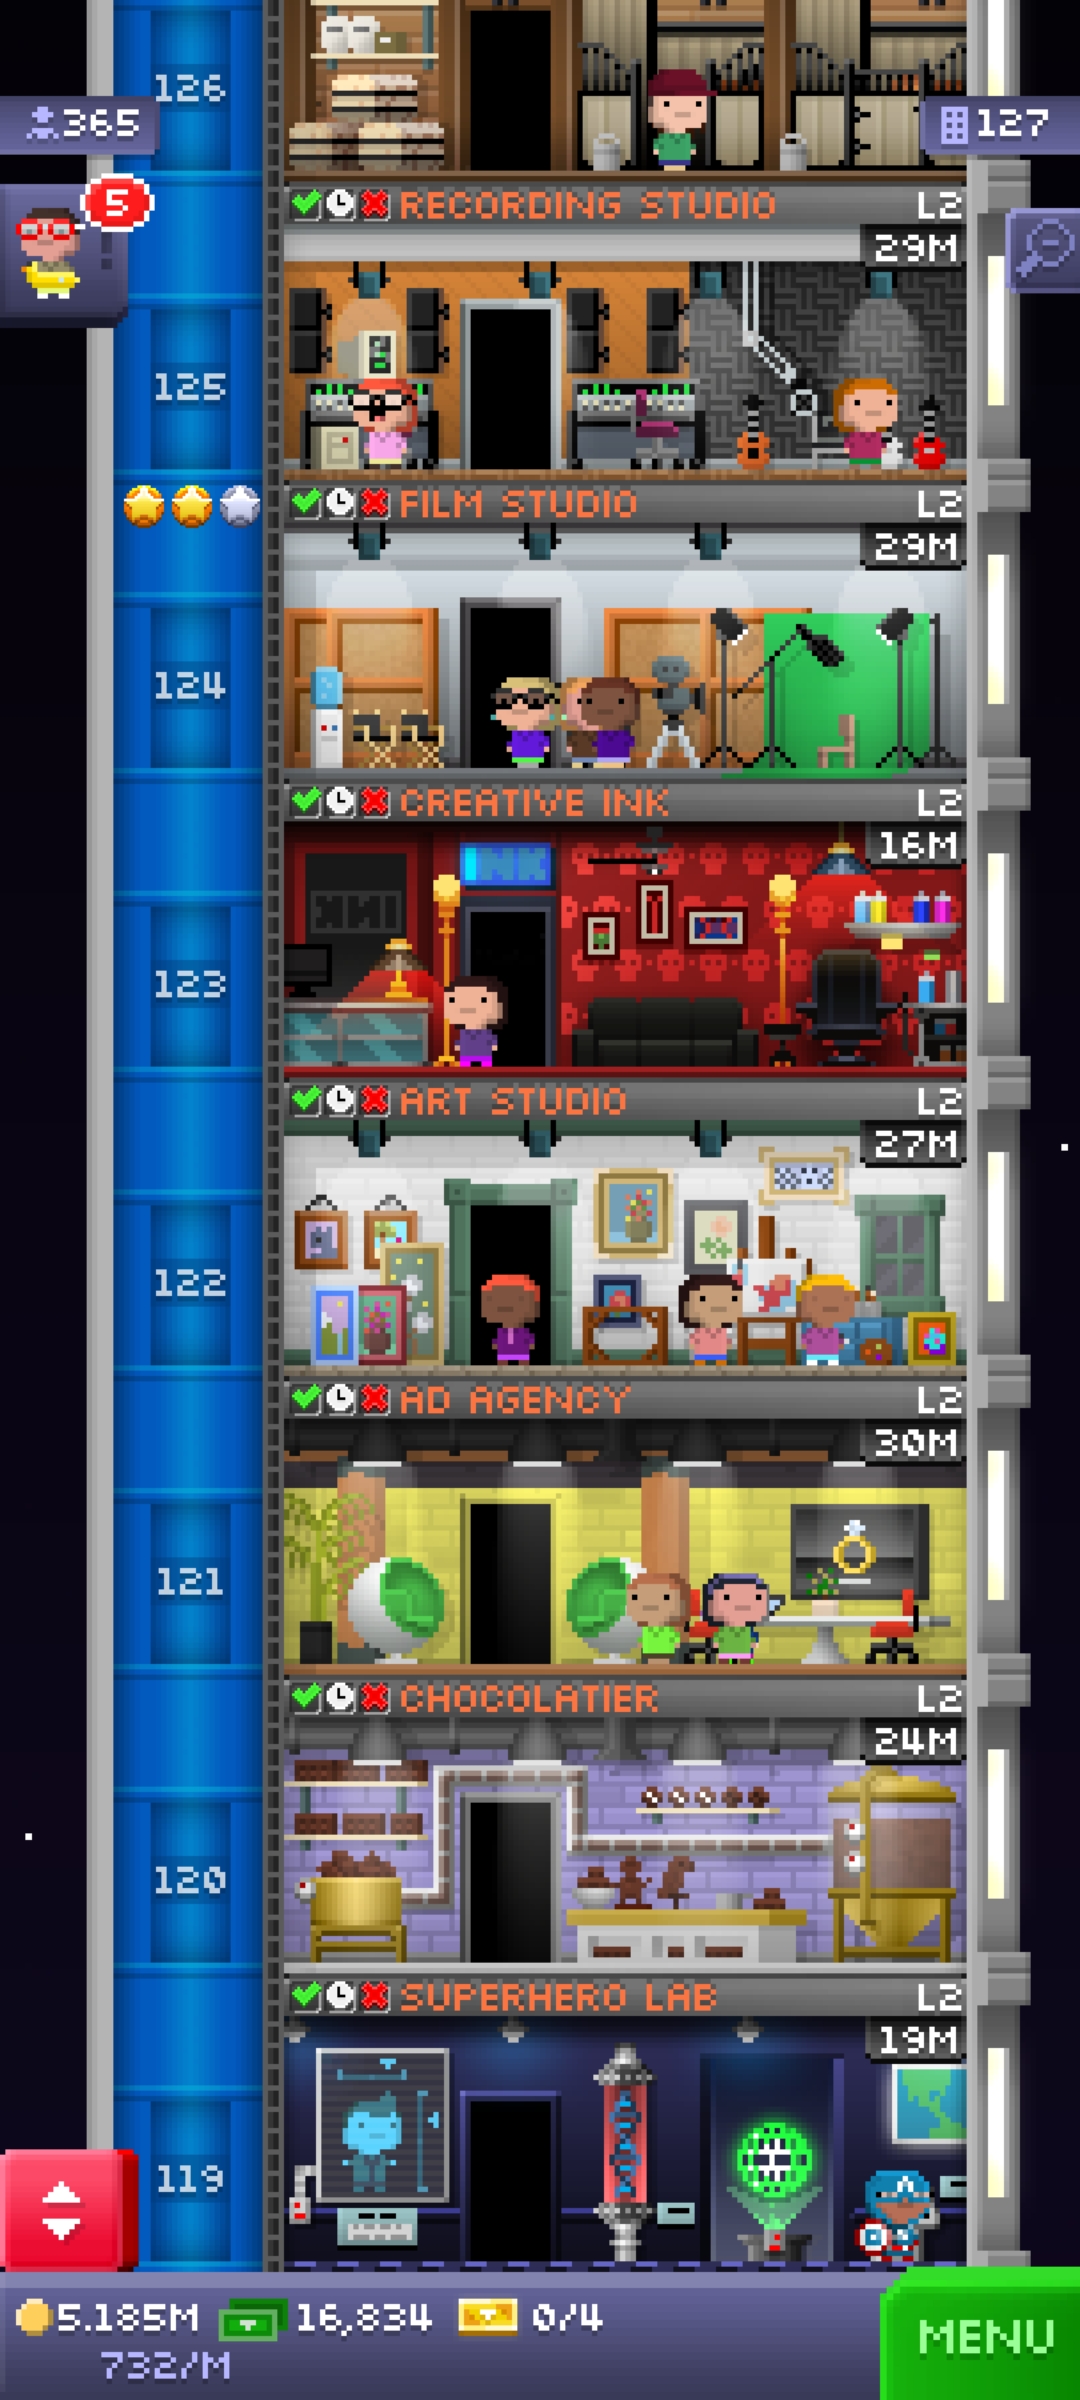 126
365
127
5
RECORDING STUDIO L2
29M
125
FILM STUDIO L2
29M
124
CREATIVE INK L2
16M
INK
123
ART STUDIO L2
27M
122
AD AGENCY L2
30M
121
CHOCOLATIER L2
24M
120
SUPERHERO LAB L2
19M
119
5.185M 16,834 0/4
732/M
MENU